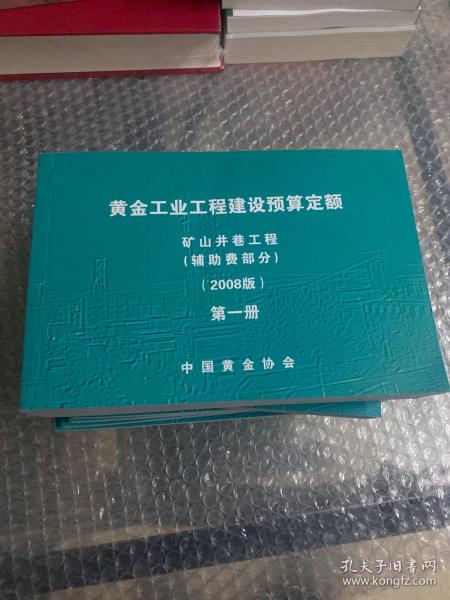 黄金工业工程建设预算定额
矿山井巷工程
(辅助费部分)
(2008版)
第一册
中国黄金协会
孔夫子旧书网
www.kongfz.com